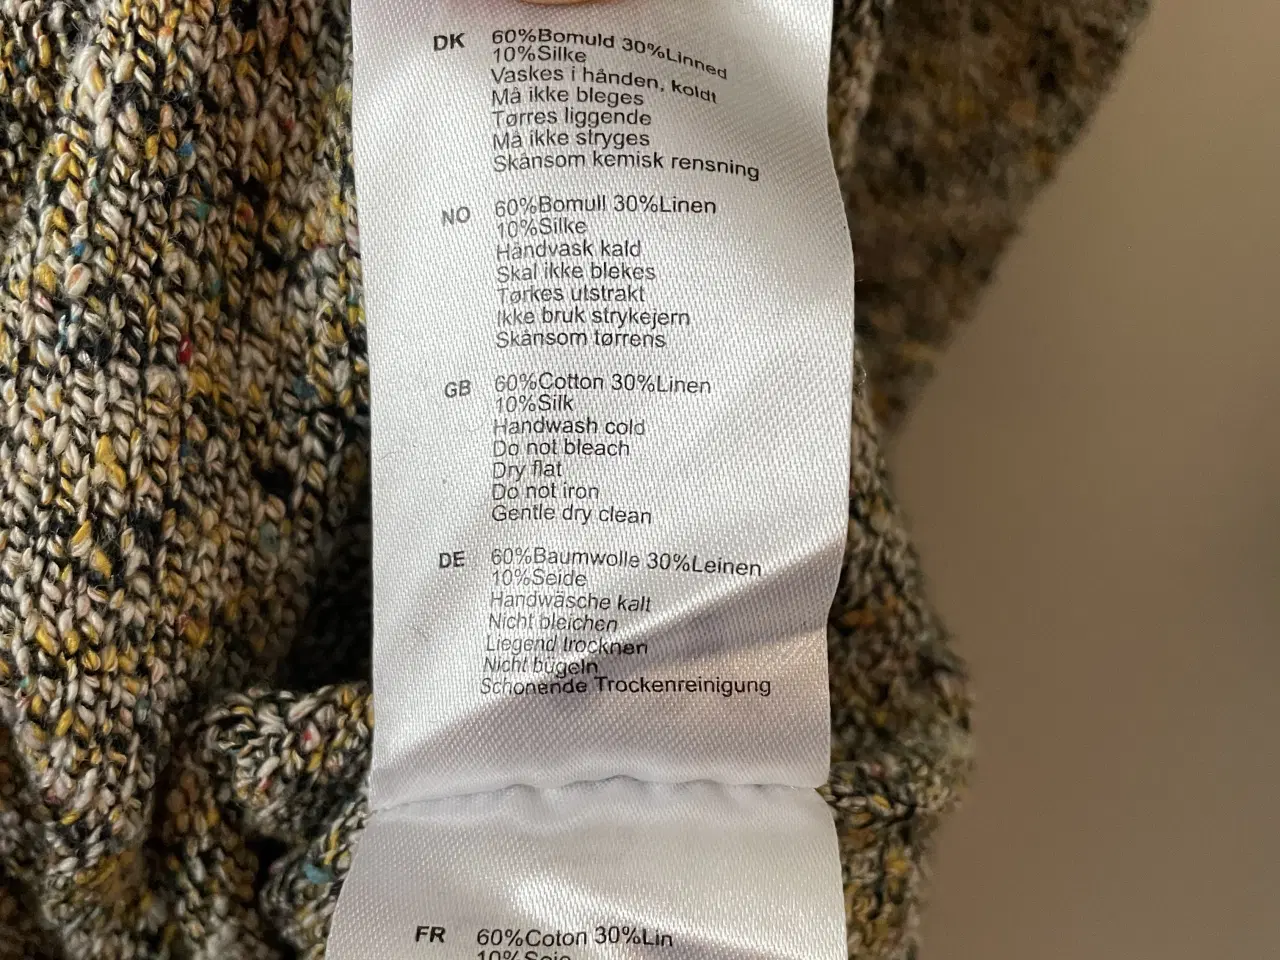 DK 60%Bomuld 30%Linned
10%Silke
Vaskes i hånden, koldt
Må ikke bleges
Tørres liggende
Må ikke stryges
Skånsom kemisk rensning
NO 60%Bomull 30%Linen
10%Silke
Håndvask kald
Skal ikke blekes
Tørkes utstrakt
Ikke bruk strykejern
Skånsom tørrens
GB 60%Cotton 30%Linen
10%Silk
Handwash cold
Do not bleach
Dry flat
Do not iron
Gentle dry clean
DE 60%Baumwolle 30%Leinen
10%Seide
Handwäsche kalt
Nicht bleichen
Liegend trocknen
Nicht bügeln
Schonende Trockenreinigung
FR 60%Coton 30%Lin
10%Soie